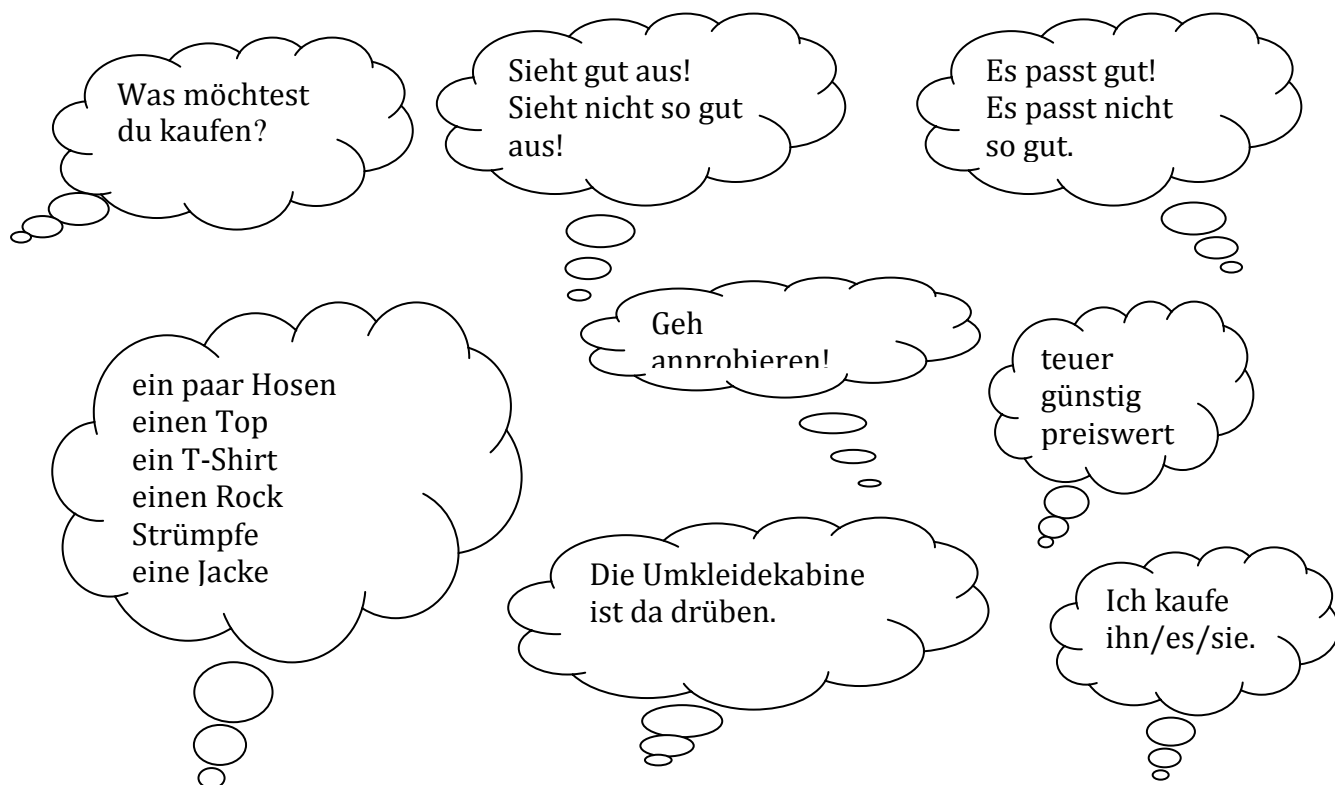 Was möchtest
du kaufen?
Sieht gut aus!
Sieht nicht so gut
aus!
Es passt gut!
Es passt nicht
so gut.
Geh
anprobieren!
teuer
günstig
preiswert
ein paar Hosen
einen Top
ein T-Shirt
einen Rock
Strümpfe
eine Jacke
Die Umkleidekabine
ist da drüben.
Ich kaufe
ihn/es/sie.